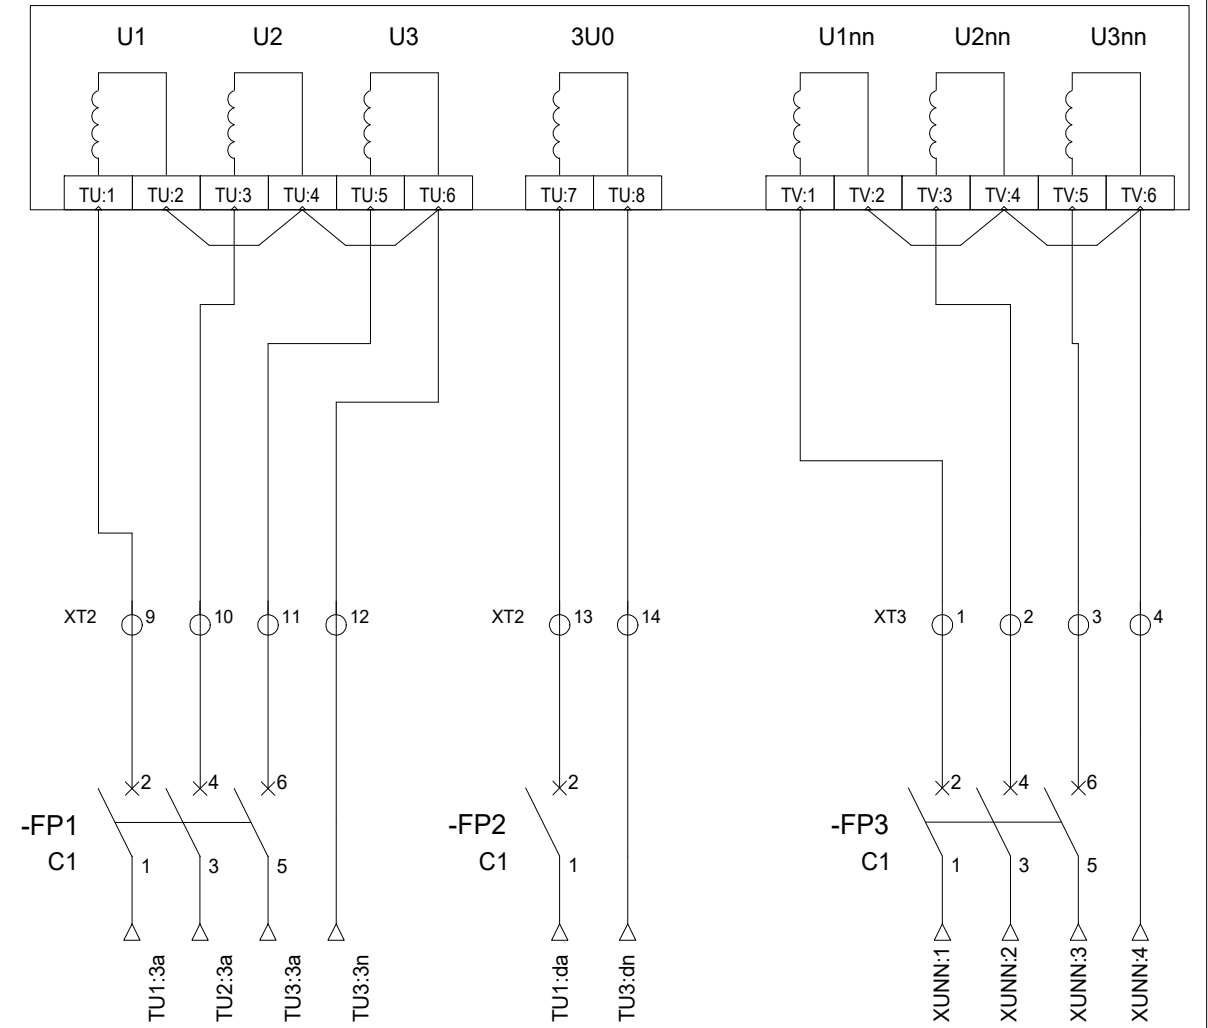 U1 U2 U3 3U0 U1nn U2nn U3nn
TU:1 TU:2 TU:3 TU:4 TU:5 TU:6 TU:7 TU:8 TV:1 TV:2 TV:3 TV:4 TV:5 TV:6
XT2 9 10 11 12 XT2 13 14 XT3 1 2 3 4
2 4 6 2 2 4 6
-FP1 -FP2 -FP3
C1 1 3 5 C1 1 C1 1 3 5
TU1:3a TU2:3a TU3:3a TU3:3n TU1:da TU3:dn XUNN:1 XUNN:2 XUNN:3 XUNN:4